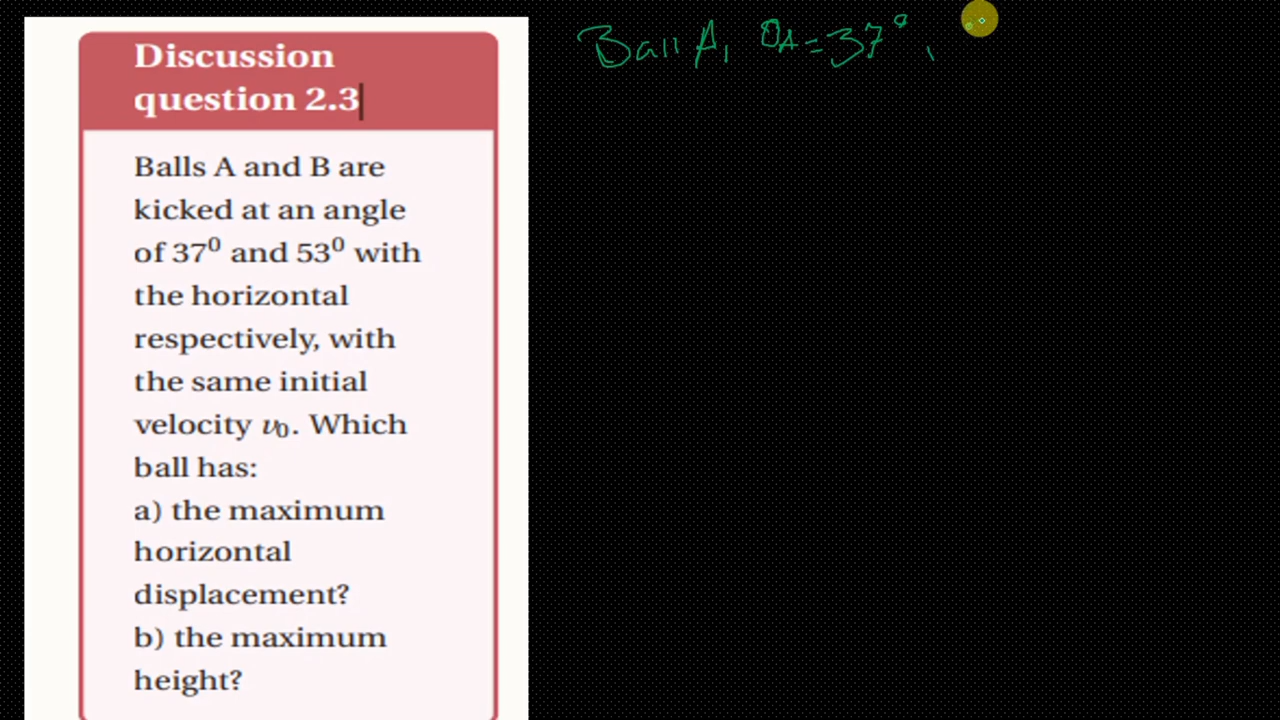 Discussion
question 2.3
Balls A and B are
kicked at an angle
of 37⁰ and 53⁰ with
the horizontal
respectively, with
the same initial
velocity v₀. Which
ball has:
a) the maximum
horizontal
displacement?
b) the maximum
height?
Ball A, θA = 37°,